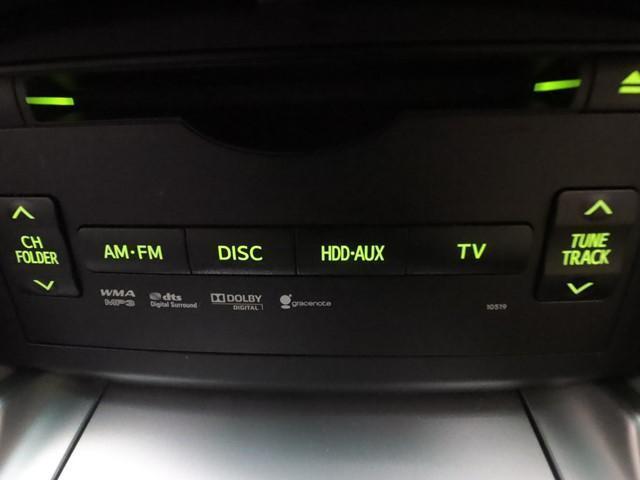 CH
FOLDER
AM·FM
DISC
HDD·AUX
TV
TUNE
TRACK
WMA
MP3
dts
Digital Surround
DOLBY
DIGITAL
gracenote
10519